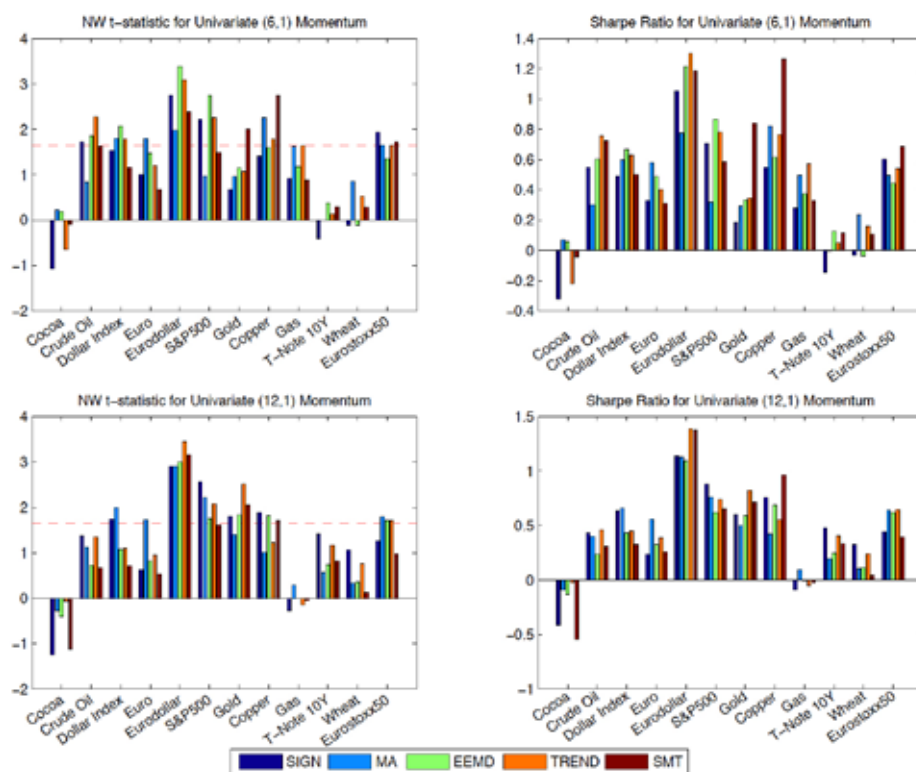 NW t-statistic for Univariate (6,1) Momentum
4
3
2
1
0
−1
−2
Cocoa
Crude Oil
Dollar Index
Euro
Eurodollar
S&P500
Gold
Copper
Gas
T-Note 10Y
Wheat
Eurostoxx50
Sharpe Ratio for Univariate (6,1) Momentum
1.4
1.2
1
0.8
0.6
0.4
0.2
0
−0.2
−0.4
Cocoa
Crude Oil
Dollar Index
Euro
Eurodollar
S&P500
Gold
Copper
Gas
T-Note 10Y
Wheat
Eurostoxx50
NW t-statistic for Univariate (12,1) Momentum
4
3
2
1
0
−1
−2
Cocoa
Crude Oil
Dollar Index
Euro
Eurodollar
S&P500
Gold
Copper
Gas
T-Note 10Y
Wheat
Eurostoxx50
Sharpe Ratio for Univariate (12,1) Momentum
1.5
1
0.5
0
−0.5
−1
Cocoa
Crude Oil
Dollar Index
Euro
Eurodollar
S&P500
Gold
Copper
Gas
T-Note 10Y
Wheat
Eurostoxx50
SIGN MA EEMD TREND SMT